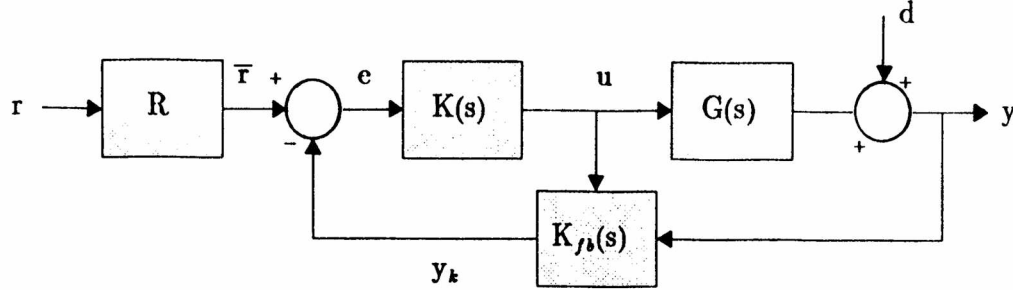 d
r
R
r̄
+
e
K(s)
u
G(s)
+
y
-
+
K_fb(s)
y_k